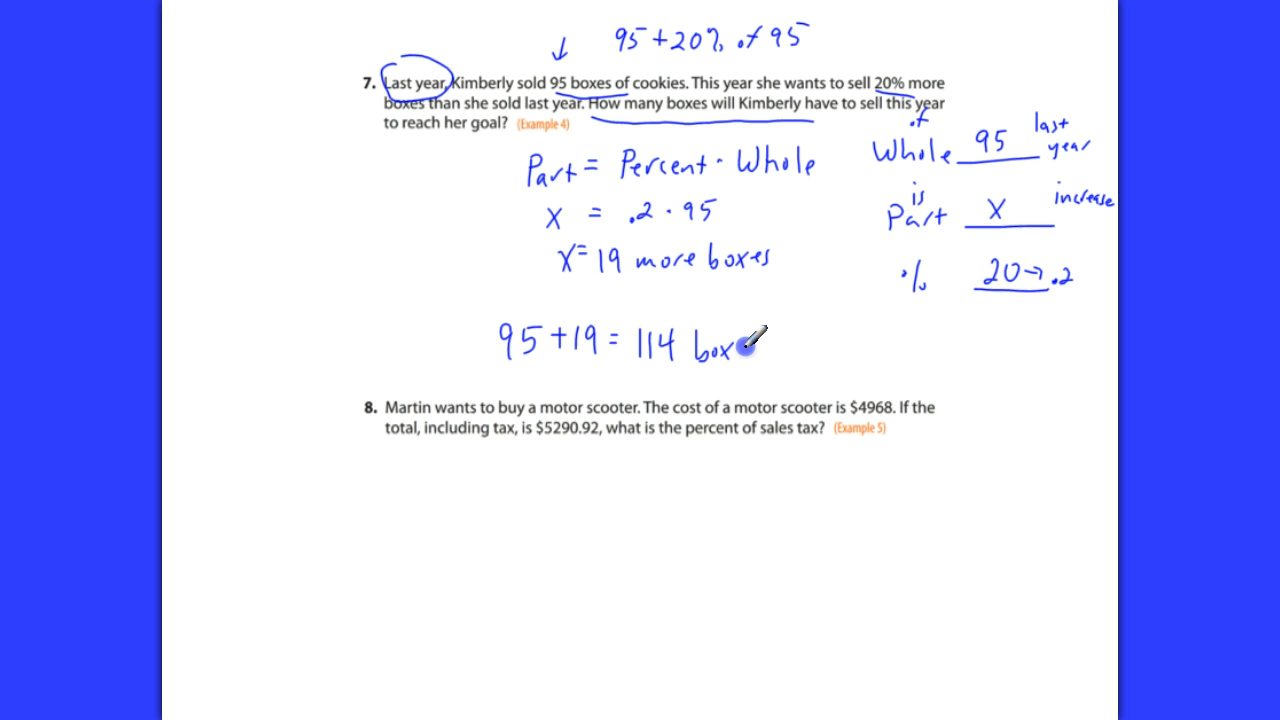 95 + 20% of 95
7. Last year, Kimberly sold 95 boxes of cookies. This year she wants to sell 20% more
boxes than she sold last year. How many boxes will Kimberly have to sell this year
to reach her goal? (Example 4)
of
Whole 95 last year
Part = Percent · Whole
is
Part x increase
x = .2 · 95
x = 19 more boxes
% 20 → .2
95 + 19 = 114 box
8. Martin wants to buy a motor scooter. The cost of a motor scooter is $4968. If the
total, including tax, is $5290.92, what is the percent of sales tax? (Example 5)